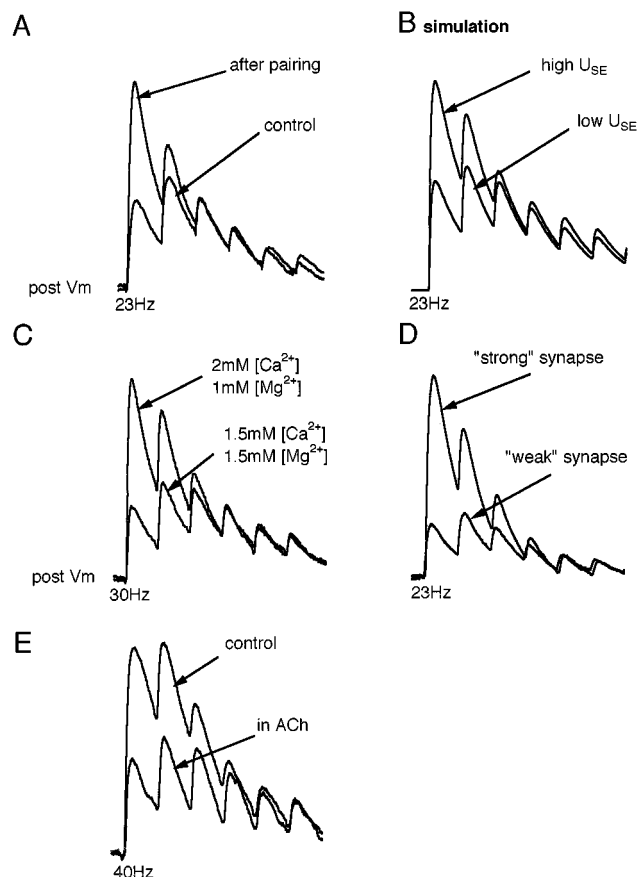 A
after pairing
control
post Vm
23Hz
B simulation
high U_SE
low U_SE
23Hz
C
2mM [Ca²⁺]
1mM [Mg²⁺]
1.5mM [Ca²⁺]
1.5mM [Mg²⁺]
post Vm
30Hz
D
"strong" synapse
"weak" synapse
23Hz
E
control
in ACh
40Hz